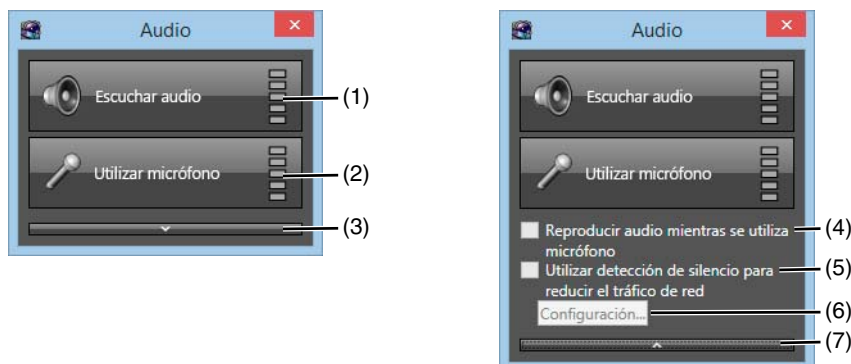 Audio
Escuchar audio
(1)
Utilizar micrófono
(2)
(3)
Audio
Escuchar audio
Utilizar micrófono
Reproducir audio mientras se utiliza
micrófono
(4)
Utilizar detección de silencio para
reducir el tráfico de red
(5)
Configuración...
(6)
(7)